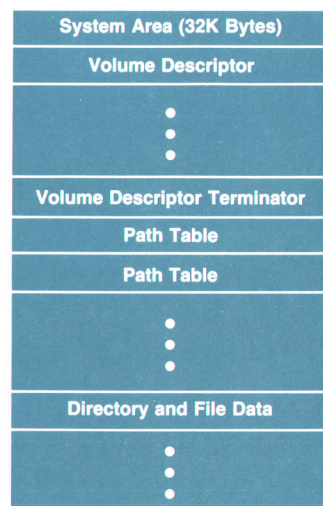 System Area (32K Bytes)
Volume Descriptor
Volume Descriptor Terminator
Path Table
Path Table
Directory and File Data